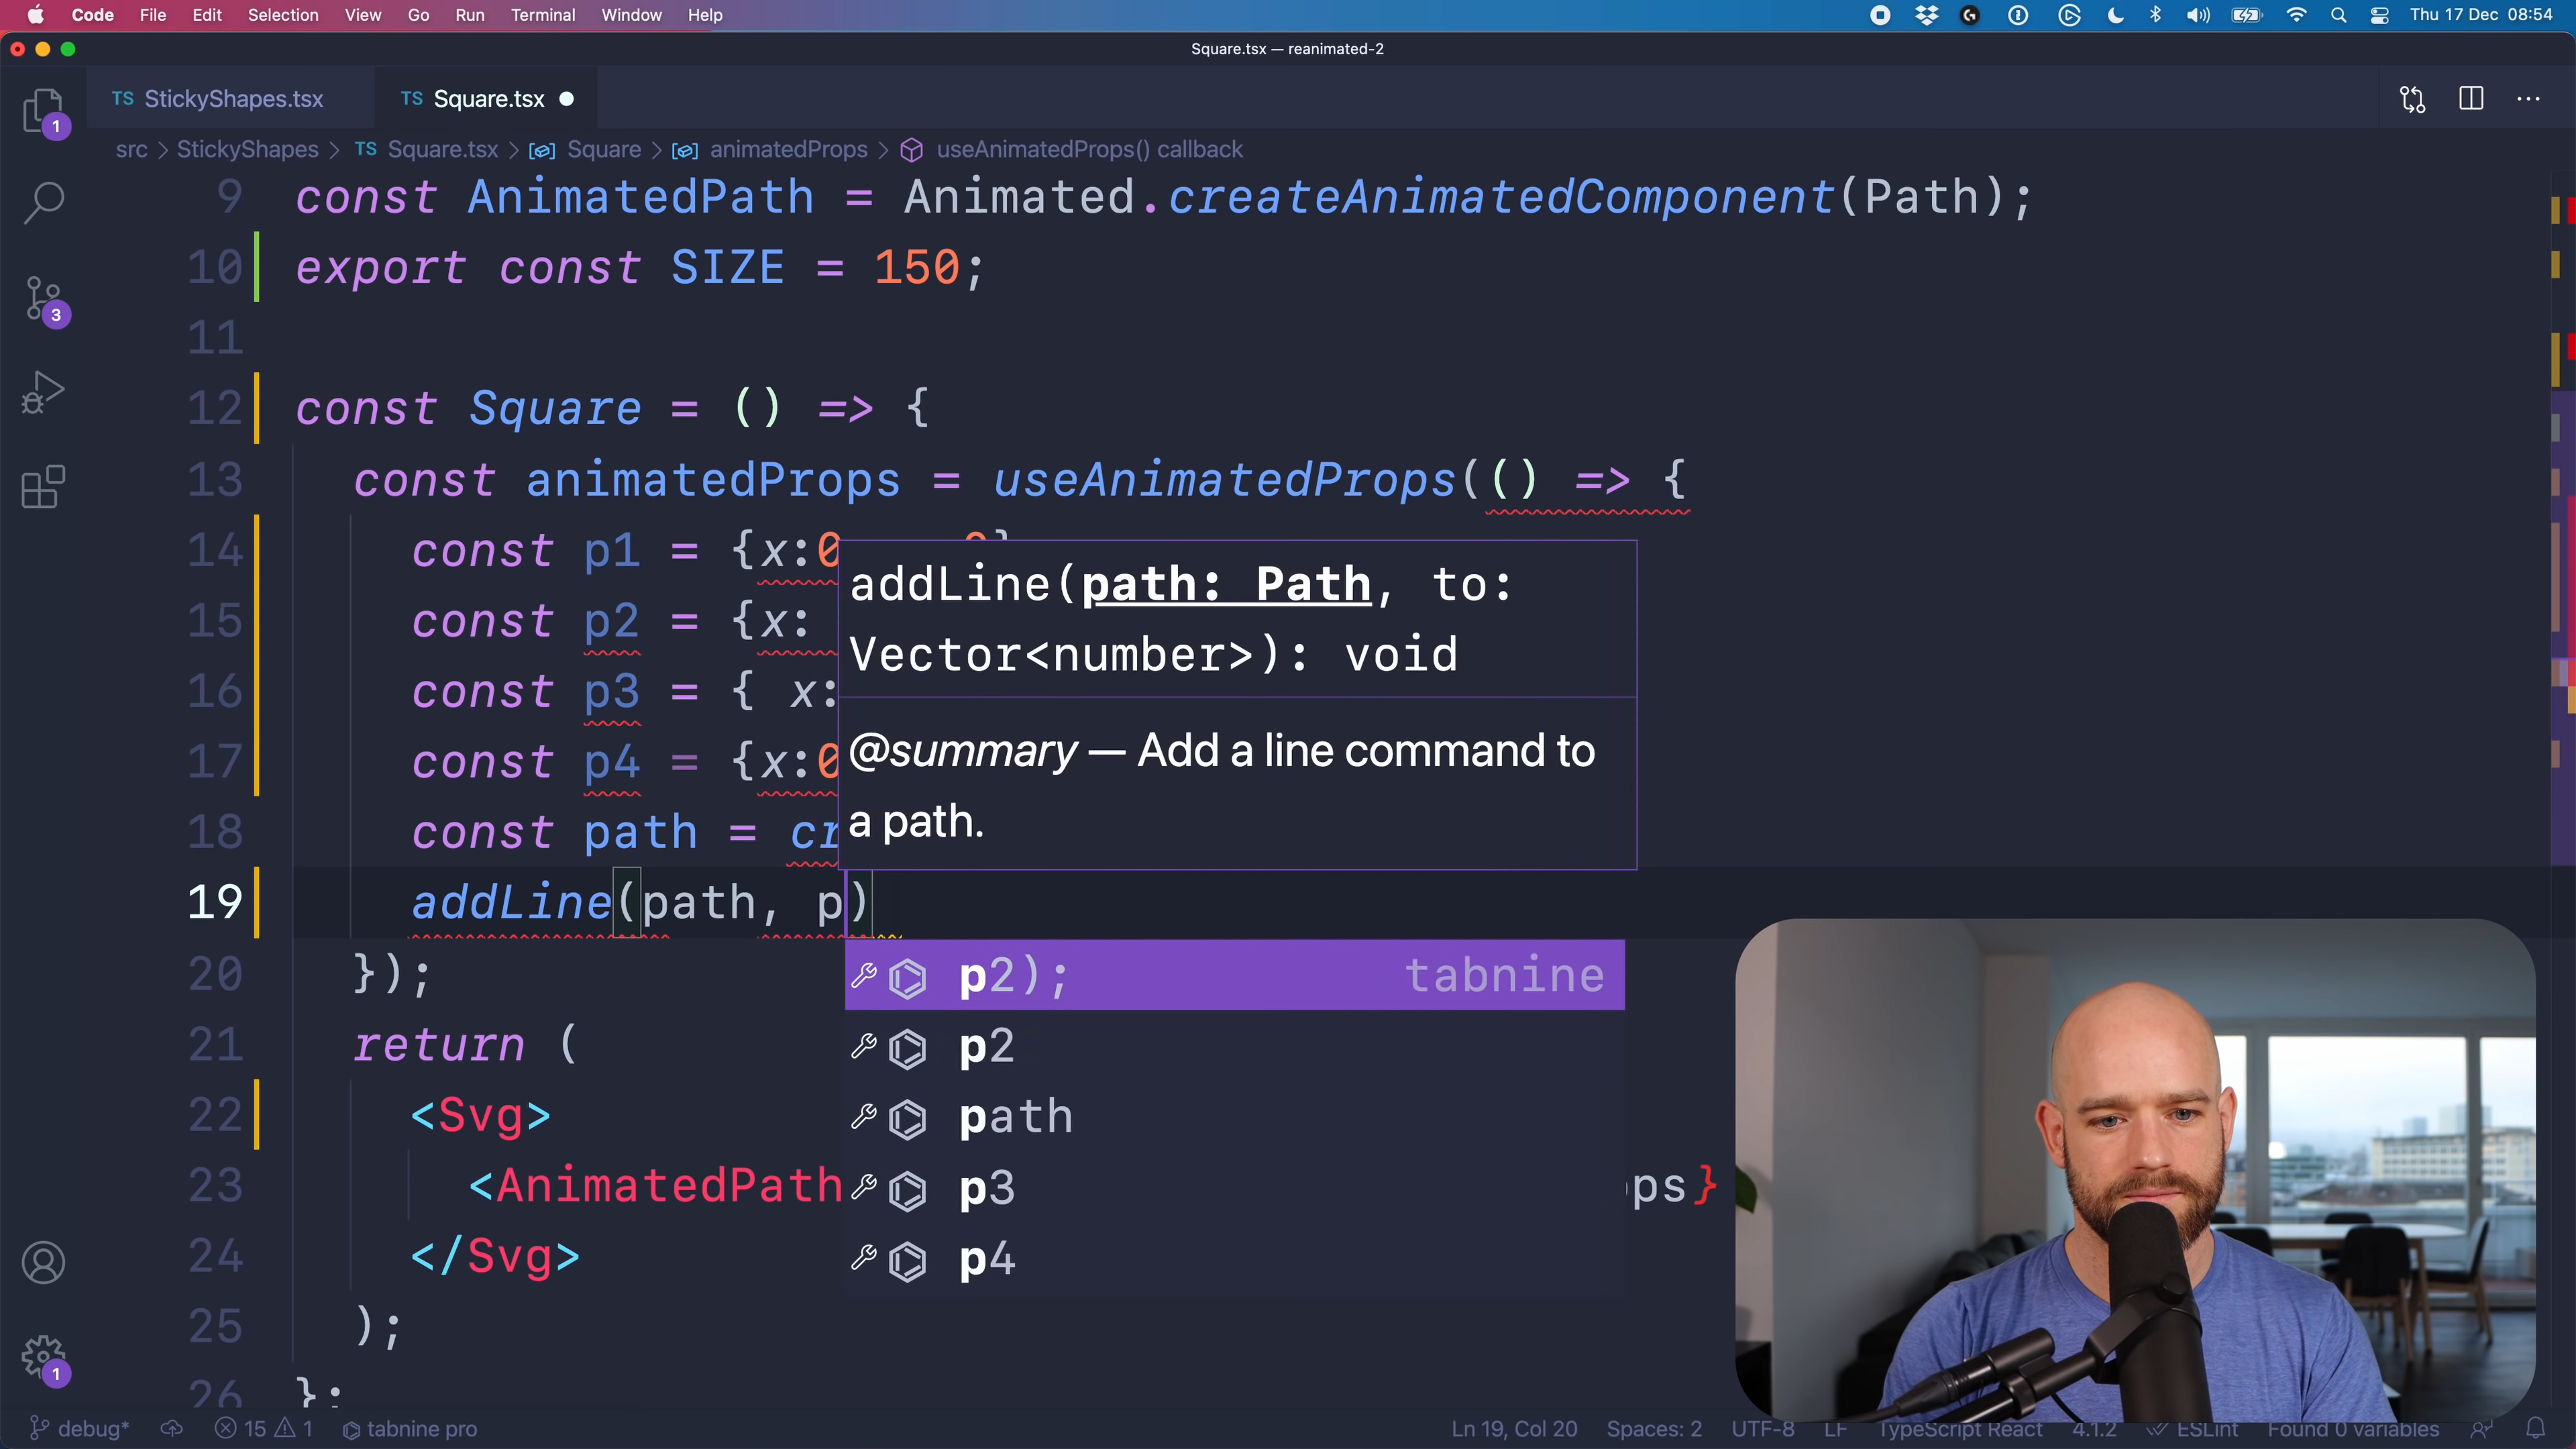 Code File Edit Selection View Go Run Terminal Window Help Thu 17 Dec 08:54
Square.tsx — reanimated-2
TS StickyShapes.tsx TS Square.tsx
src > StickyShapes > TS Square.tsx > Square > animatedProps > useAnimatedProps() callback
1
3
1
9 const AnimatedPath = Animated.createAnimatedComponent(Path);
10 export const SIZE = 150;
11
12 const Square = () => {
13 const animatedProps = useAnimatedProps(() => {
14 const p1 = {x:0
15 const p2 = {x:
16 const p3 = { x:
17 const p4 = {x:0
18 const path = cr
19 addLine(path, p)
20 });
21 return (
22 <Svg>
23 <AnimatedPath ps}
24 </Svg>
25 );
26 };
addLine(path: Path, to:
Vector<number>): void
@summary — Add a line command to
a path.
p2); tabnine
p2
path
p3
p4
debug* 15 1 tabnine pro Ln 19, Col 20 Spaces: 2 UTF-8 LF TypeScript React 4.1.2 ESLint Found 0 variables